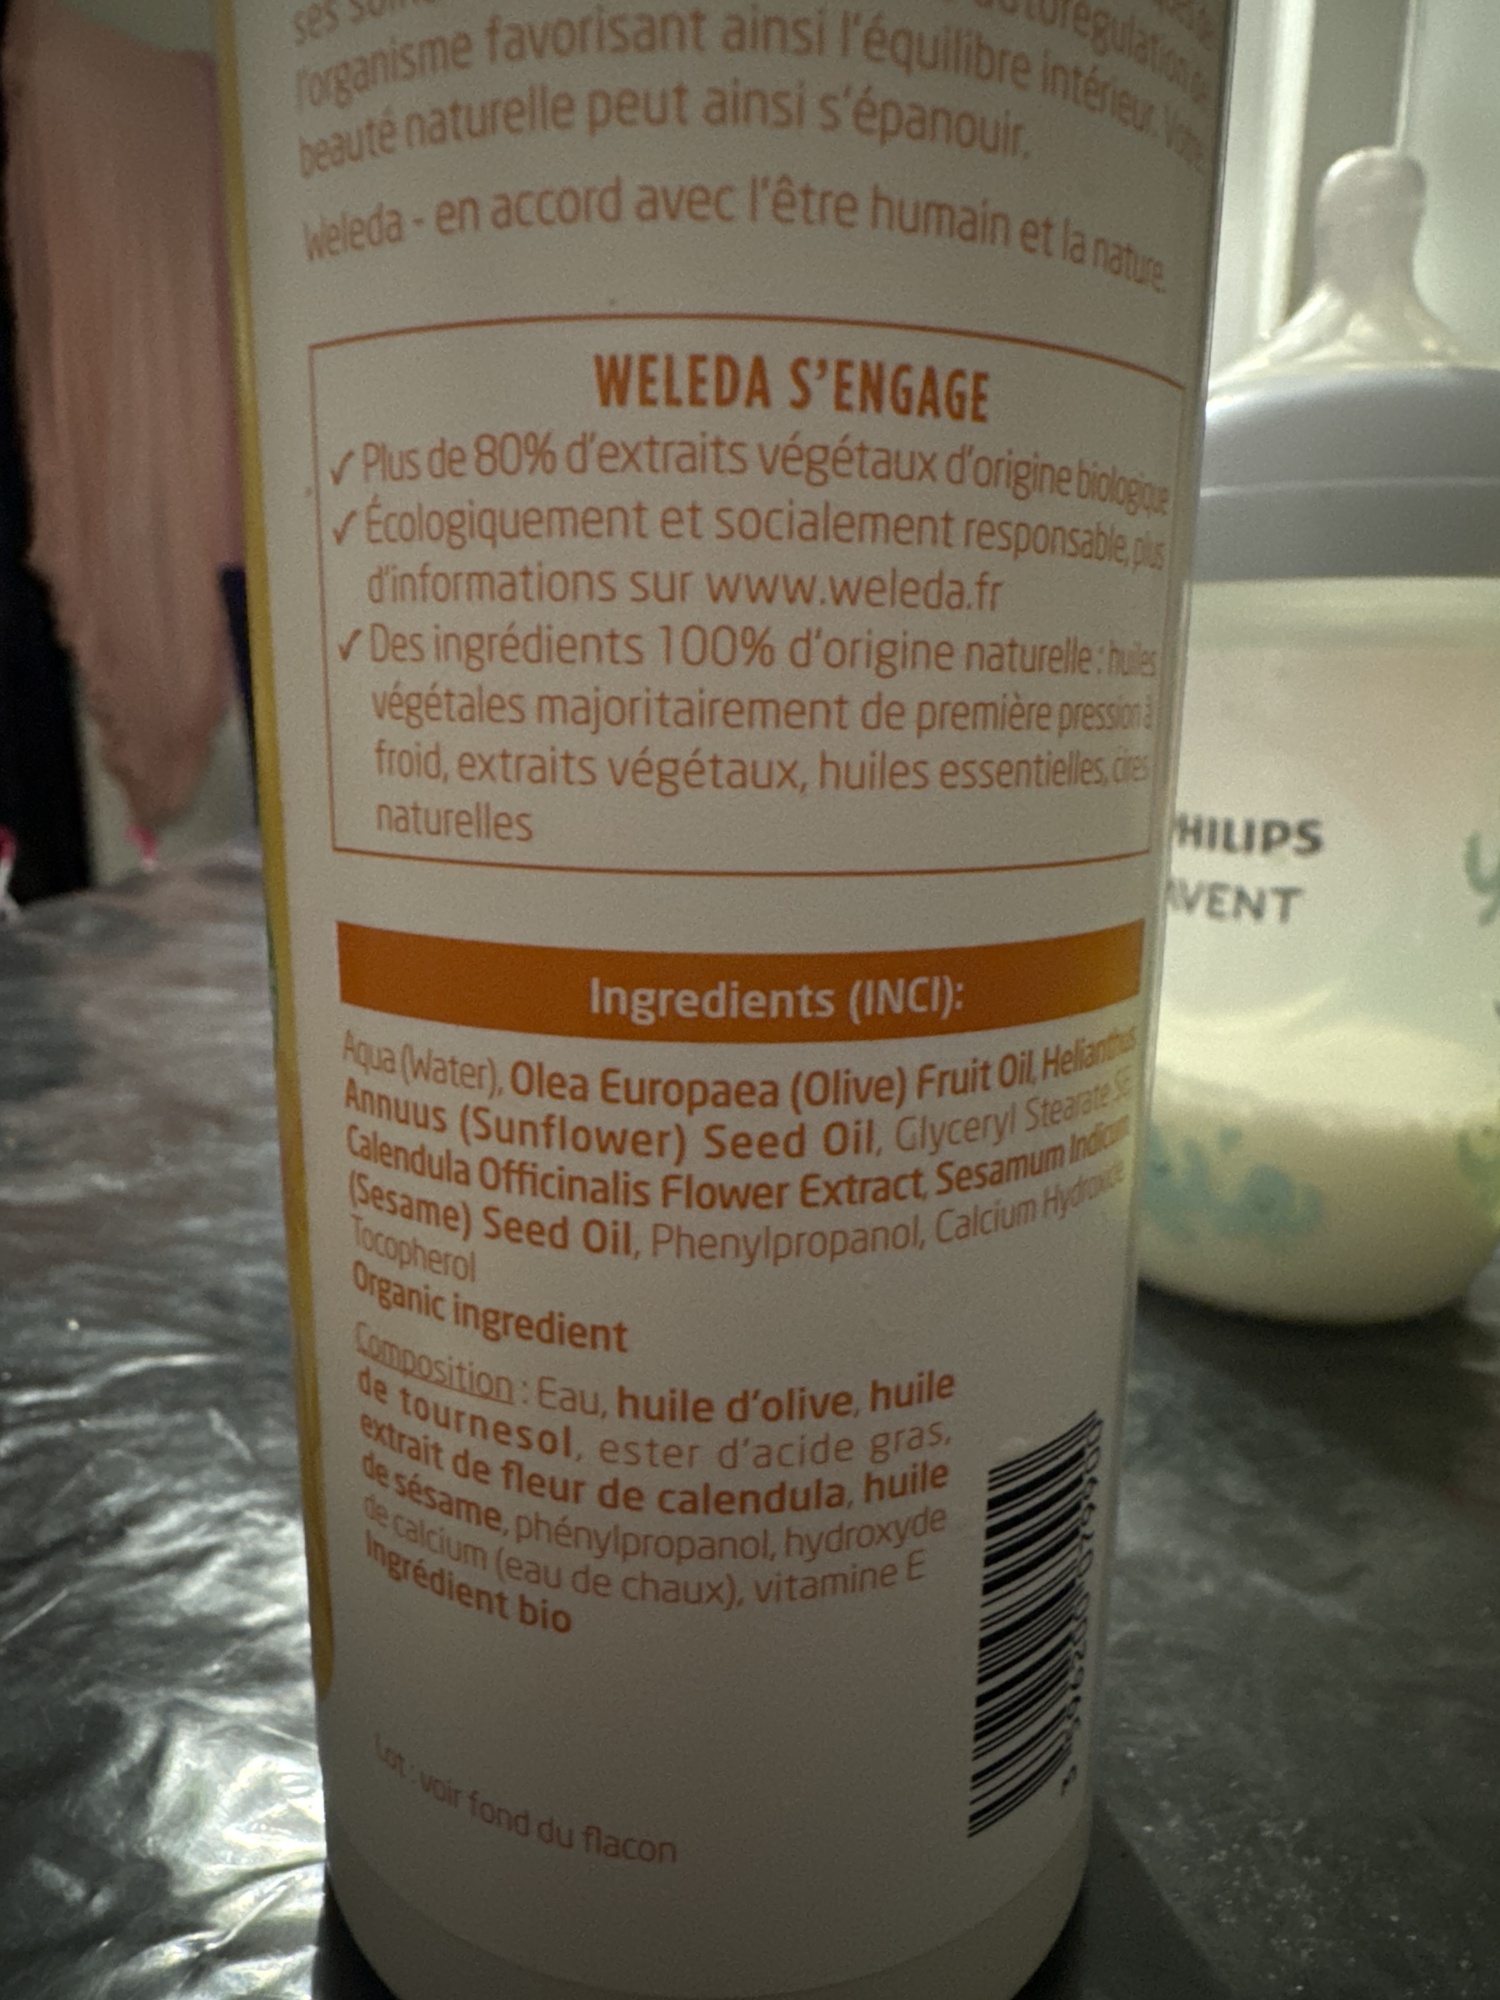 ses
autorégulation de
l'organisme favorisant ainsi l'équilibre intérieur. Votre
beauté naturelle peut ainsi s'épanouir.
Weleda - en accord avec l'être humain et la nature.
WELEDA S'ENGAGE
✓ Plus de 80% d'extraits végétaux d'origine biologique
✓ Écologiquement et socialement responsable, plus
d'informations sur www.weleda.fr
✓ Des ingrédients 100% d'origine naturelle : huiles
végétales majoritairement de première pression à
froid, extraits végétaux, huiles essentielles, cires
naturelles
Ingredients (INCI):
Aqua (Water), Olea Europaea (Olive) Fruit Oil, Helianthus
Annuus (Sunflower) Seed Oil, Glyceryl Stearate SE,
Calendula Officinalis Flower Extract, Sesamum Indicum
(Sesame) Seed Oil, Phenylpropanol, Calcium Hydroxide,
Tocopherol
Organic ingredient
Composition : Eau, huile d'olive, huile
de tournesol, ester d'acide gras,
extrait de fleur de calendula, huile
de sésame, phénylpropanol, hydroxyde
de calcium (eau de chaux), vitamine E
Ingrédient bio
Lot : voir fond du flacon
PHILIPS
AVENT